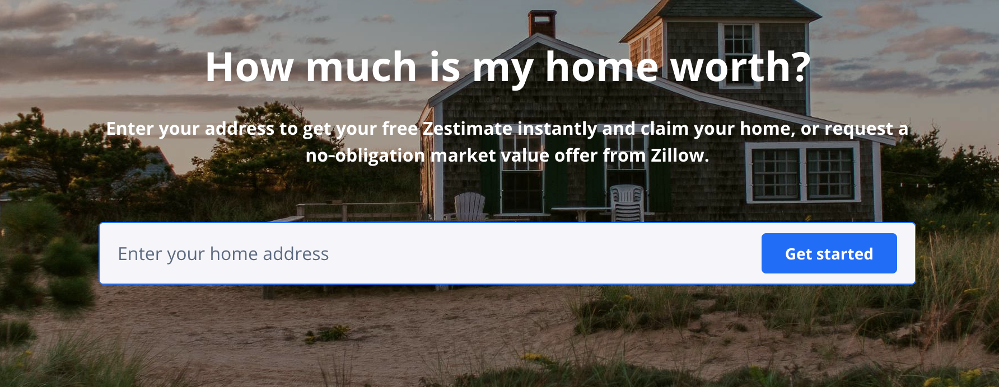 How much is my home worth?
Enter your address to get your free Zestimate instantly and claim your home, or request a
no-obligation market value offer from Zillow.
Enter your home address
Get started